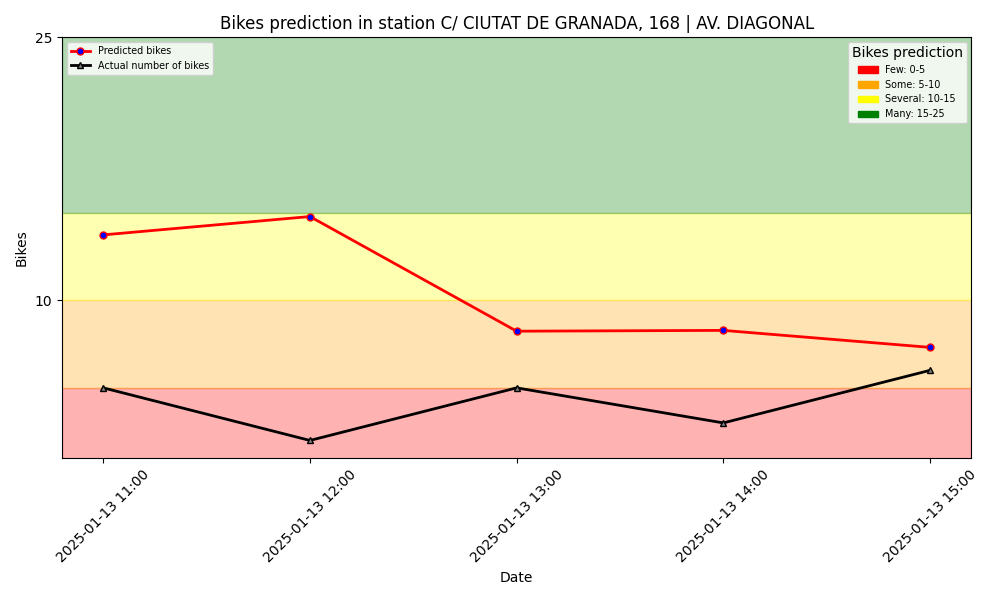 Bikes prediction in station C/ CIUTAT DE GRANADA, 168 | AV. DIAGONAL
25
10
Bikes
Predicted bikes
Actual number of bikes
Bikes prediction
Few: 0-5
Some: 5-10
Several: 10-15
Many: 15-25
2025-01-13 11:00
2025-01-13 12:00
2025-01-13 13:00
2025-01-13 14:00
2025-01-13 15:00
Date